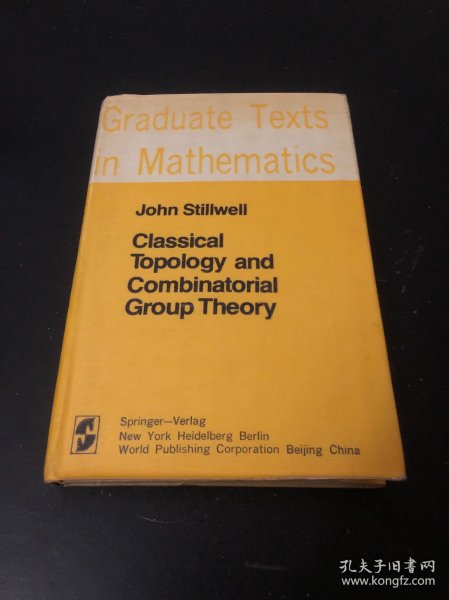 Graduate Texts
in Mathematics
John Stillwell
Classical
Topology and
Combinatorial
Group Theory
Springer—Verlag
New York Heidelberg Berlin
World Publishing Corporation Beijing China
孔夫子旧书网
www.kongfz.com